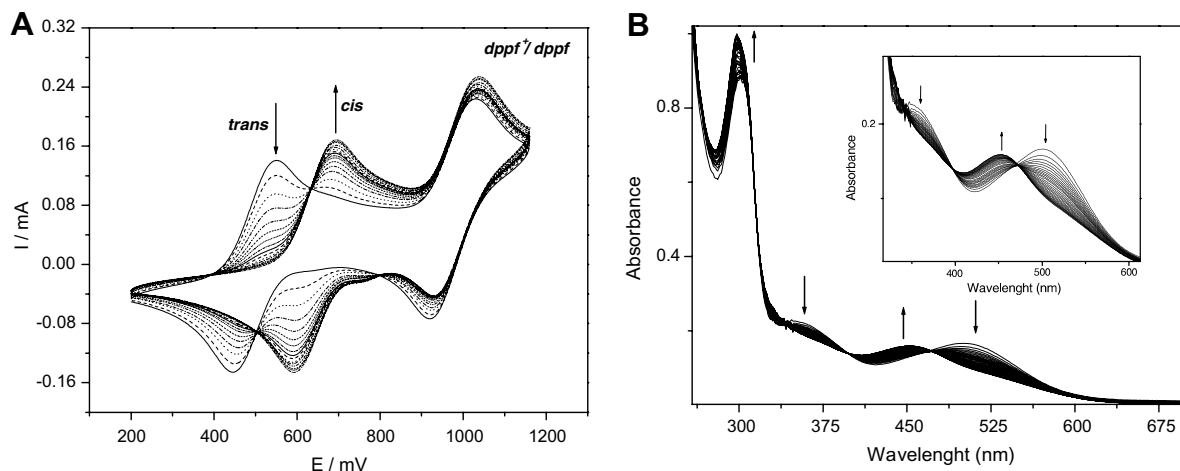 A
dppf⁺/ dppf
trans
cis
0.32
0.24
0.16
0.08
0.00
-0.08
-0.16
I / mA
200
400
600
800
1000
1200
E / mV
B
0.8
0.4
Absorbance
300
375
450
525
600
675
Wavelenght (nm)
0.2
Absorbance
400
500
600
Wavelenght (nm)